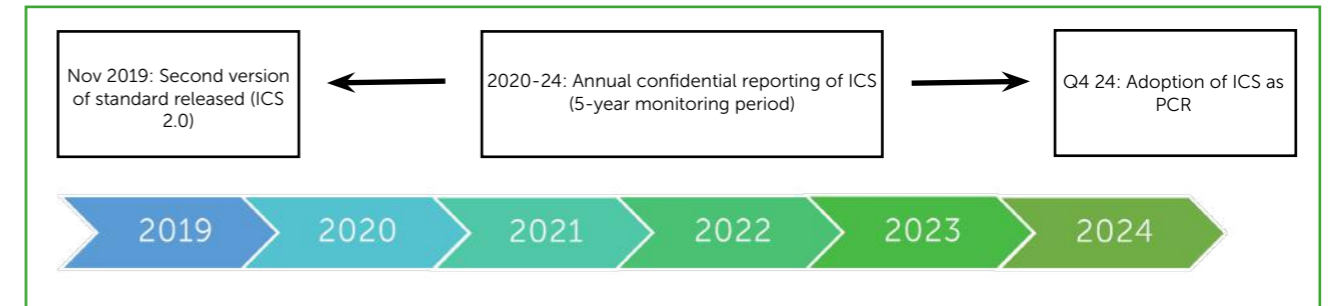 Nov 2019: Second version
of standard released (ICS
2.0)
2020-24: Annual confidential reporting of ICS
(5-year monitoring period)
Q4 24: Adoption of ICS as
PCR
2019
2020
2021
2022
2023
2024